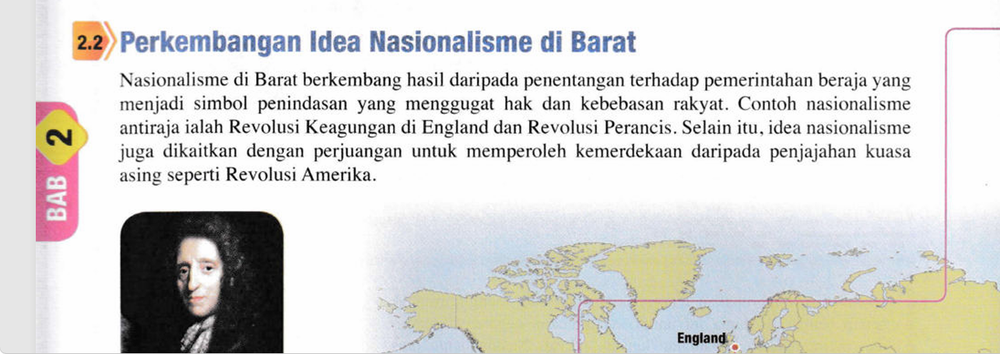 2.2 Perkembangan Idea Nasionalisme di Barat
Nasionalisme di Barat berkembang hasil daripada penentangan terhadap pemerintahan beraja yang
menjadi simbol penindasan yang menggugat hak dan kebebasan rakyat. Contoh nasionalisme
antiraja ialah Revolusi Keagungan di England dan Revolusi Perancis. Selain itu, idea nasionalisme
juga dikaitkan dengan perjuangan untuk memperoleh kemerdekaan daripada penjajahan kuasa
asing seperti Revolusi Amerika.
BAB 2
England